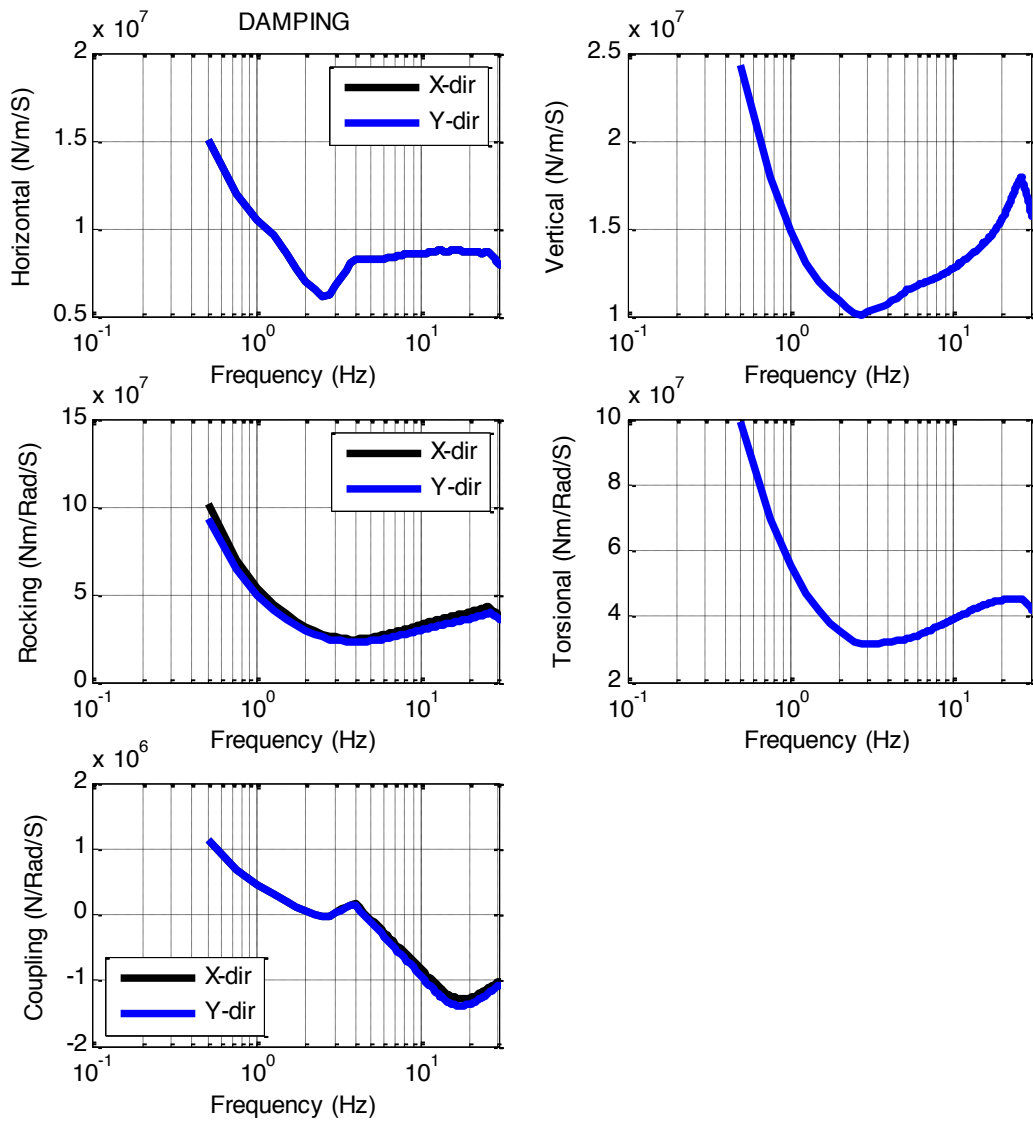 DAMPING
x 10^7
2
1.5
1
0.5
10^-1
10^0
10^1
Horizontal (N/m/S)
Frequency (Hz)
X-dir
Y-dir
x 10^7
2.5
2
1.5
1
10^-1
10^0
10^1
Vertical (N/m/S)
Frequency (Hz)
x 10^7
15
10
5
0
10^-1
10^0
10^1
Rocking (Nm/Rad/S)
Frequency (Hz)
X-dir
Y-dir
x 10^7
10
8
6
4
2
10^-1
10^0
10^1
Torsional (Nm/Rad/S)
Frequency (Hz)
x 10^6
2
1
0
-1
-2
10^-1
10^0
10^1
Coupling (N/Rad/S)
Frequency (Hz)
X-dir
Y-dir